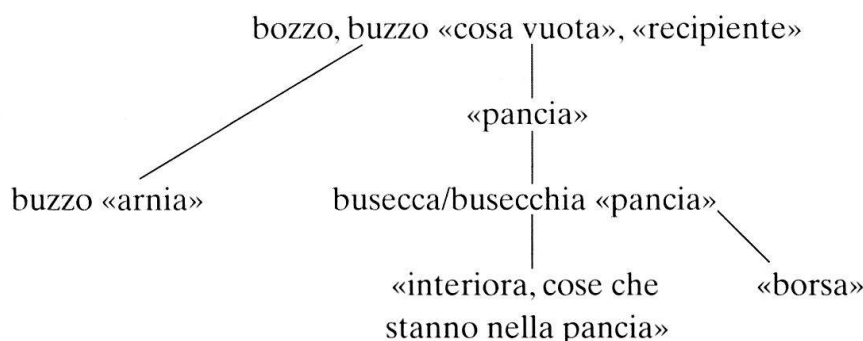 bozzo, buzzo «cosa vuota», «recipiente»
«pancia»
buzzo «arnia» busecca/busecchia «pancia»
«interiora, cose che «borsa»
stanno nella pancia»